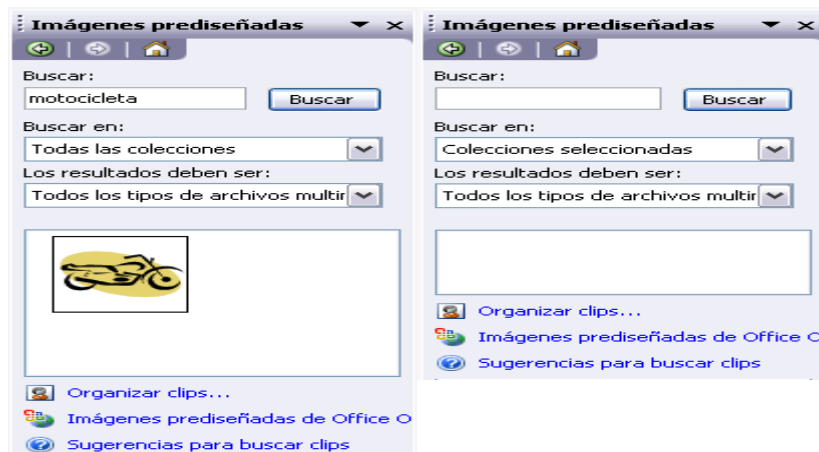 Imágenes prediseñadas
Buscar:
motocicleta
Buscar
Buscar en:
Todas las colecciones
Los resultados deben ser:
Todos los tipos de archivos multir
Organizar clips...
Imágenes prediseñadas de Office O
Sugerencias para buscar clips
Imágenes prediseñadas
Buscar:
Buscar
Buscar en:
Colecciones seleccionadas
Los resultados deben ser:
Todos los tipos de archivos multir
Organizar clips...
Imágenes prediseñadas de Office O
Sugerencias para buscar clips